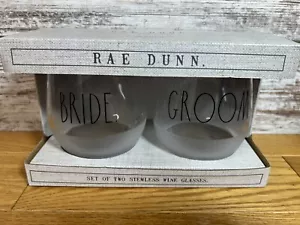 RAE DUNN.
BRIDE GROOM
SET OF TWO STEMLESS WINE GLASSES.